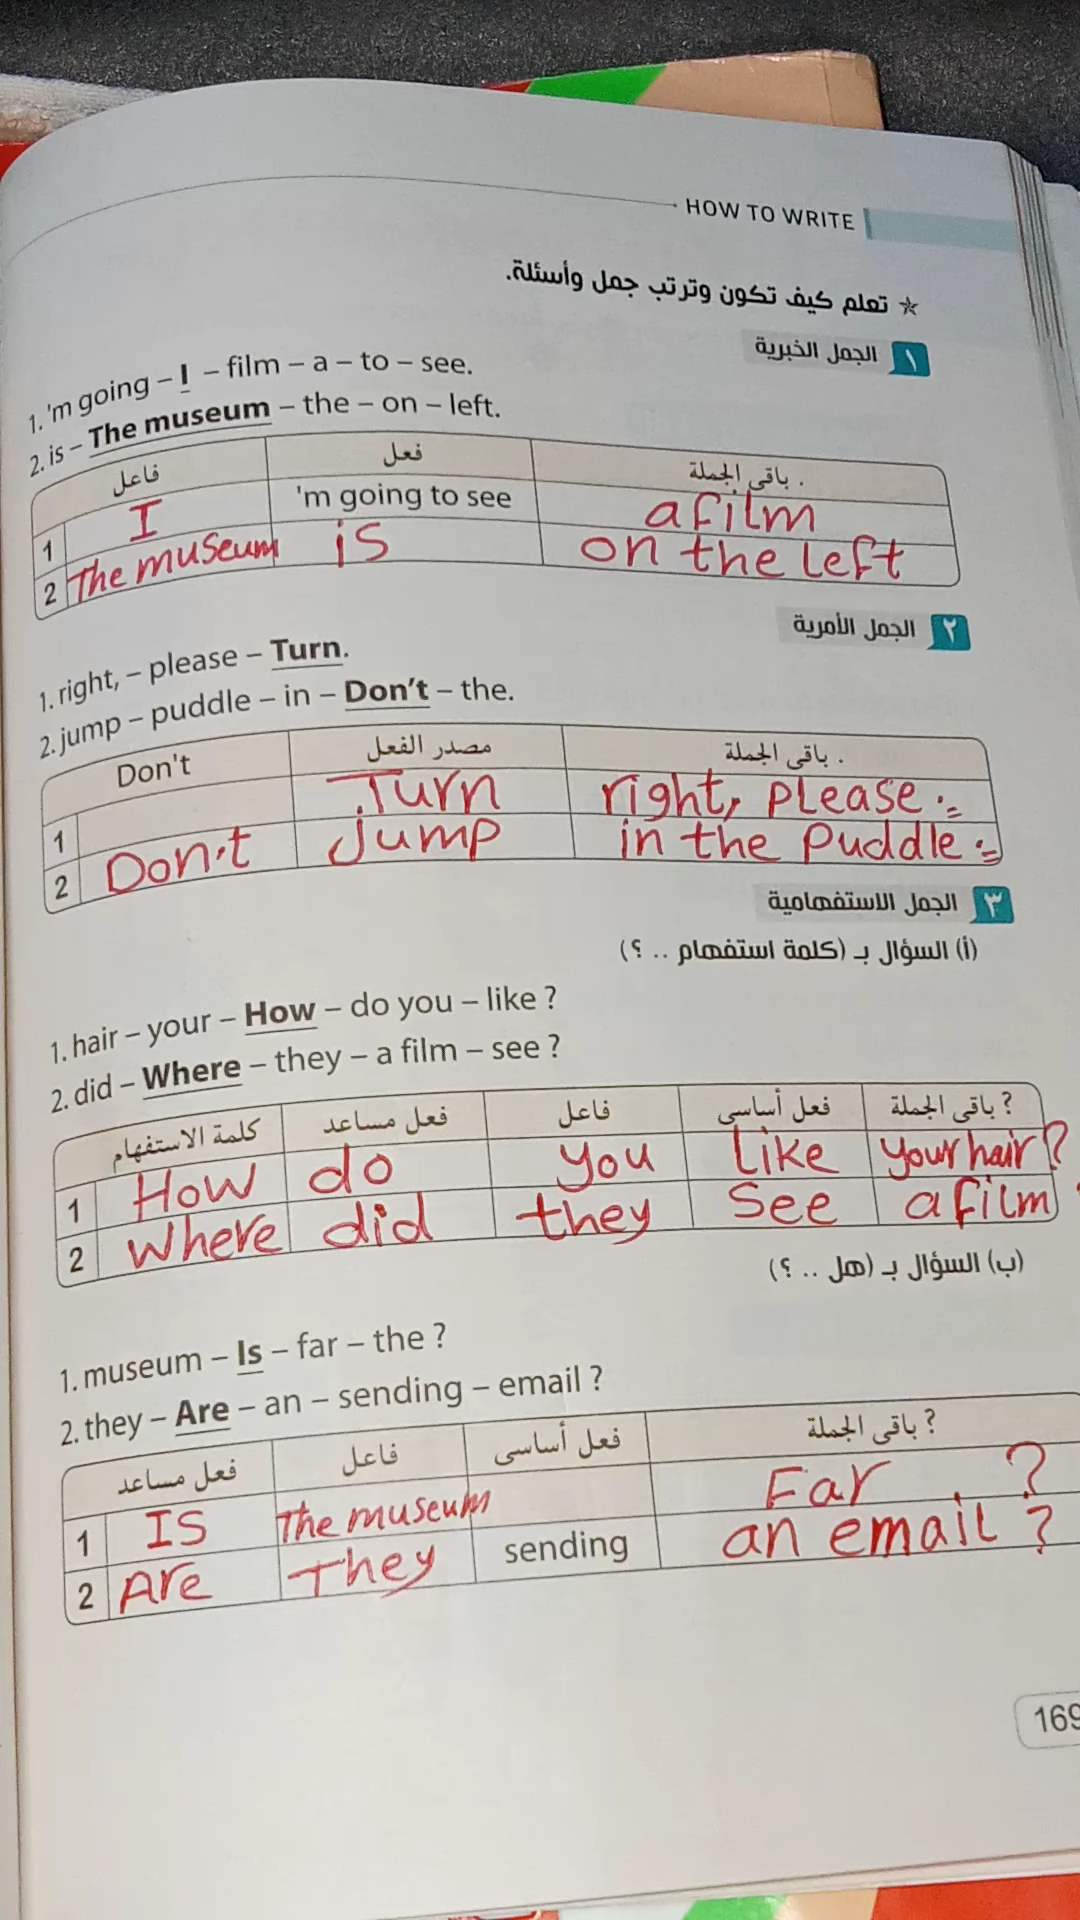 HOW TO WRITE
★ تعلم كيف تكون وترتب جمل وأسئلة.
١ الجمل الخبرية
1. 'm going – I – film – a – to – see.
2. is – The museum – the – on – left.
فاعل فعل باقى الجملة .
1 I 'm going to see a film
2 The museum is on the left
٢ الجمل الأمرية
1. right, – please – Turn.
2. jump – puddle – in – Don't – the.
Don't مصدر الفعل باقى الجملة .
1 Turn right, please .
2 Don't jump in the puddle .
٣ الجمل الاستفهامية
(أ) السؤال بـ (كلمة استفهام .. ؟)
1. hair – your – How – do you – like ?
2. did – Where – they – a film – see ?
كلمة الاستفهام فعل مساعد فاعل فعل أساسى باقى الجملة ?
1 How do you like your hair ?
2 Where did they see a film
(ب) السؤال بـ (هل .. ؟)
1. museum – Is – far – the ?
2. they – Are – an – sending – email ?
فعل مساعد فاعل فعل أساسى باقى الجملة ?
1 IS The museum Far ?
2 Are They sending an email ?
169